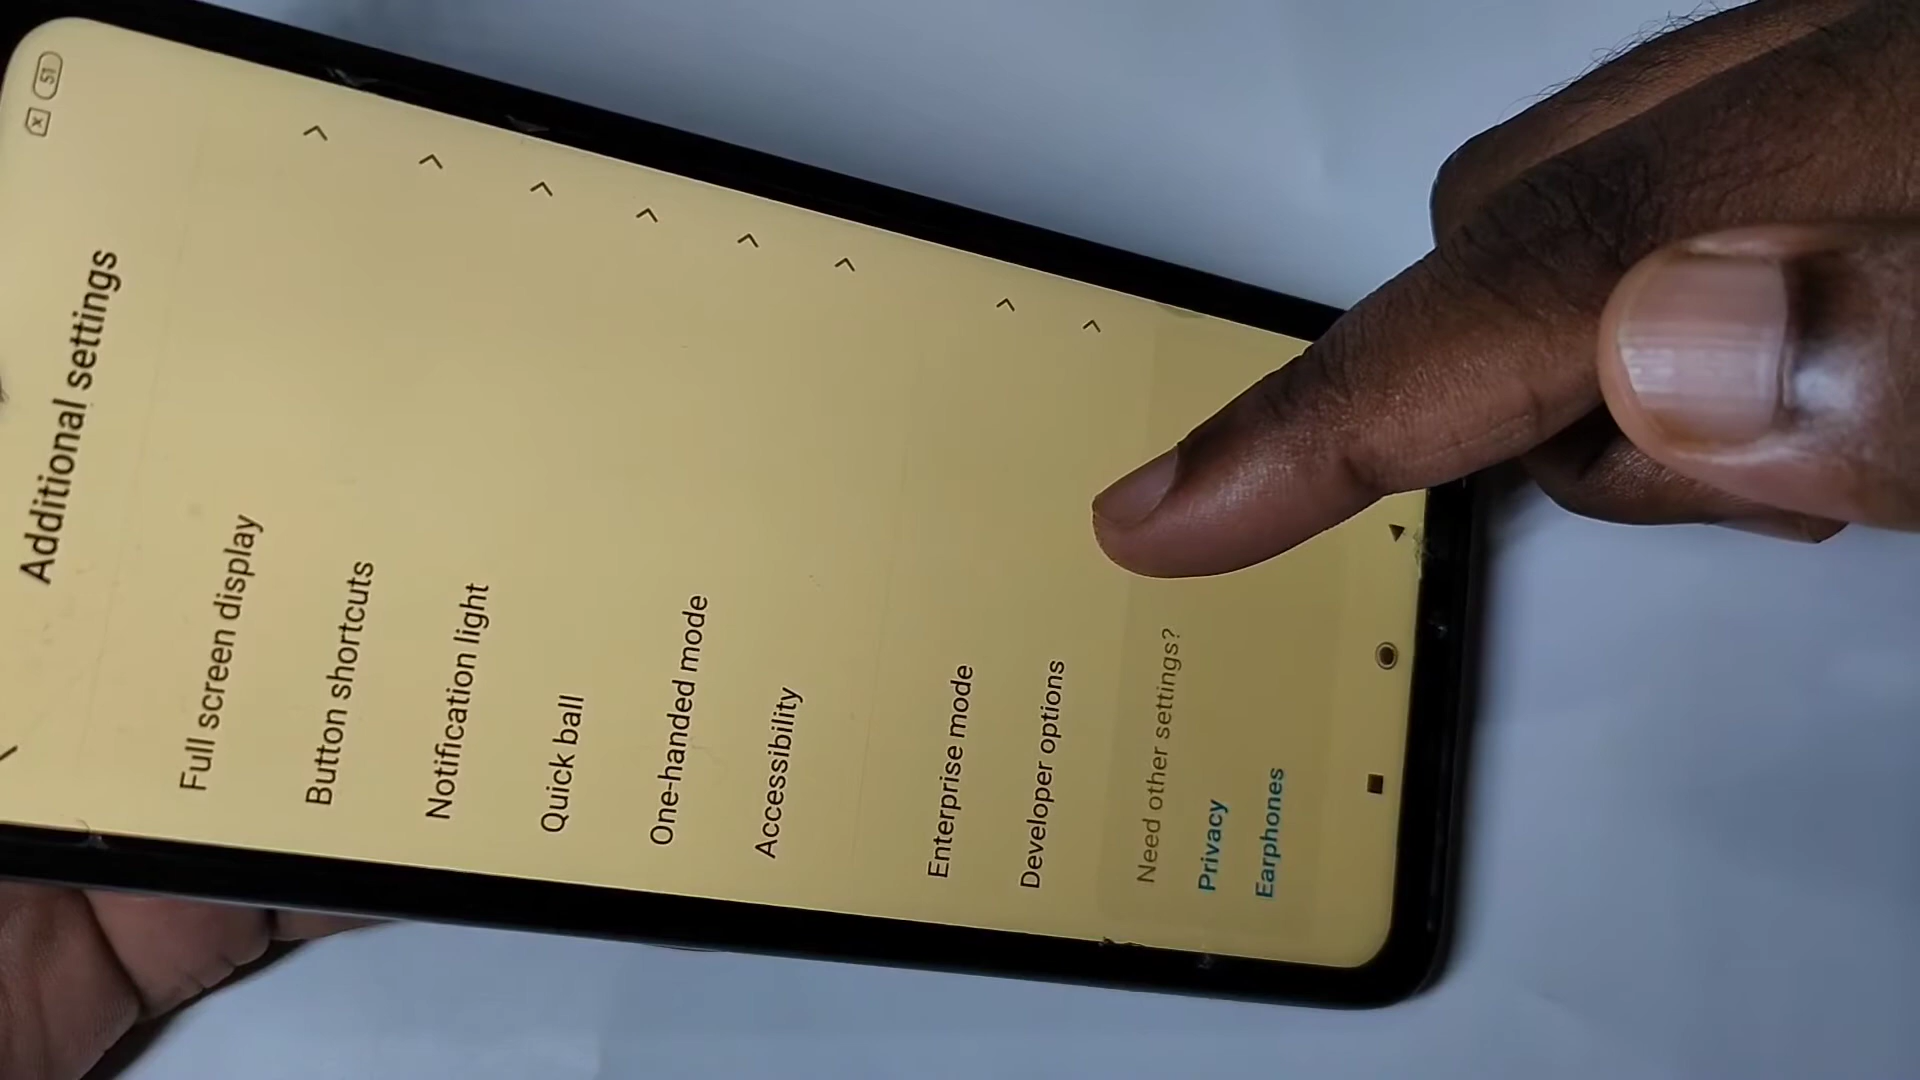 51
Additional settings
Full screen display
Button shortcuts
Notification light
Quick ball
One-handed mode
Accessibility
Enterprise mode
Developer options
Need other settings?
Privacy
Earphones